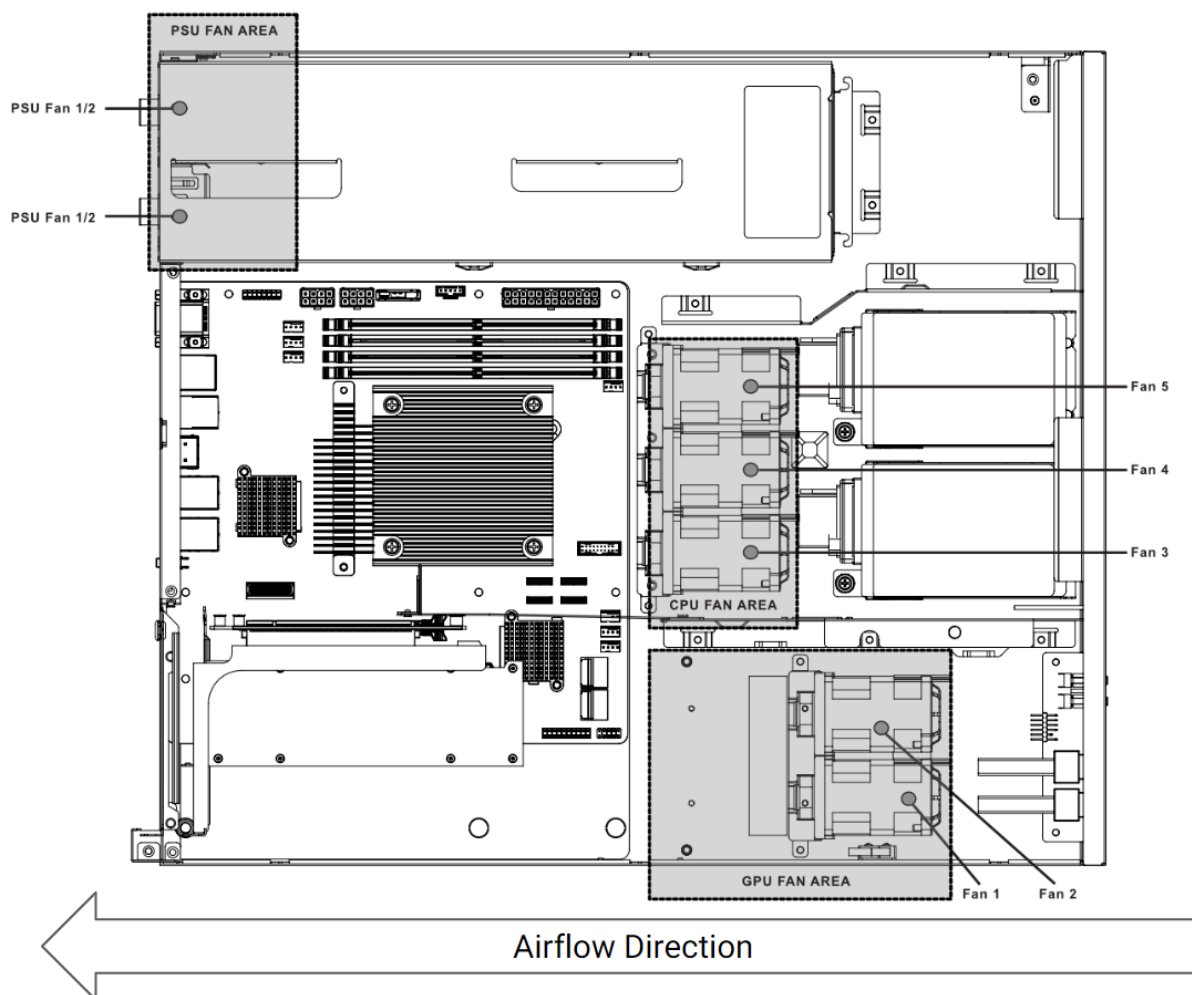 PSU FAN AREA
PSU Fan 1/2
PSU Fan 1/2
Fan 5
Fan 4
Fan 3
CPU FAN AREA
GPU FAN AREA
Fan 1
Fan 2
Airflow Direction